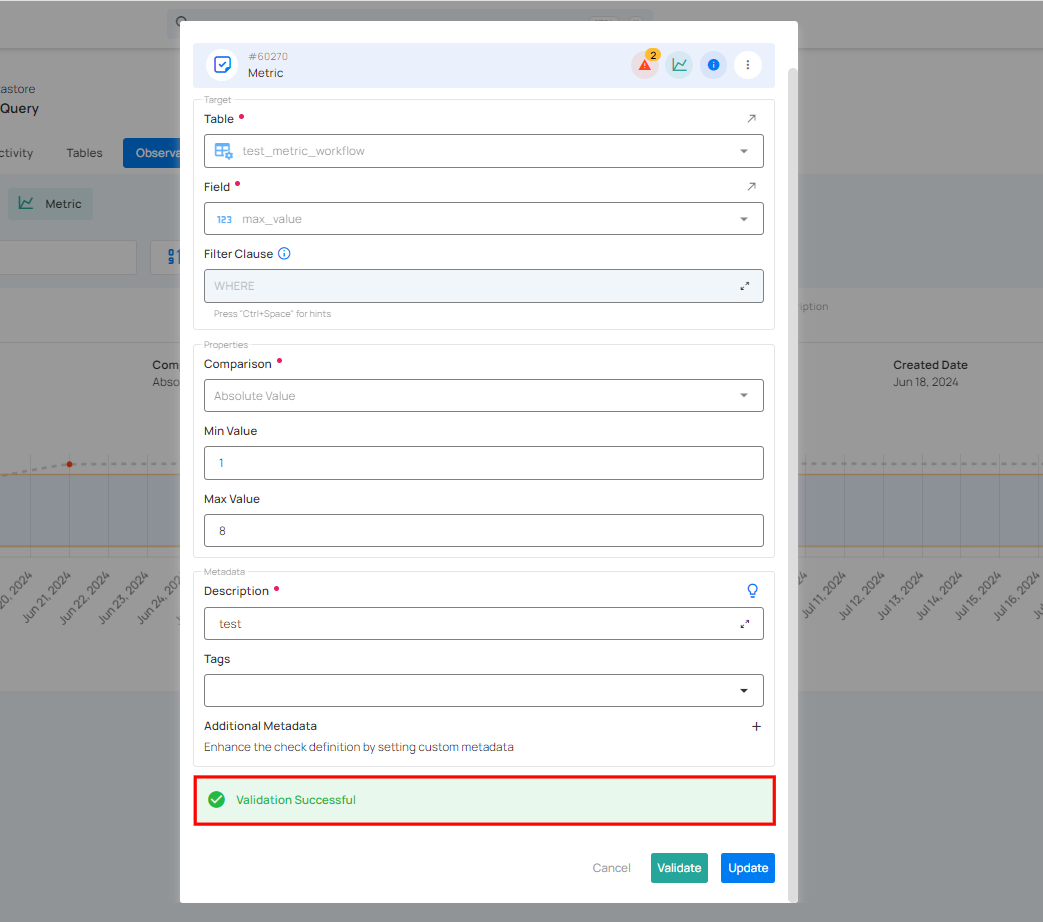 #60270
Metric
2
Target
Table
test_metric_workflow
Field
123 max_value
Filter Clause
WHERE
Press "Ctrl+Space" for hints
Properties
Comparison
Absolute Value
Min Value
1
Max Value
8
Metadata
Description
test
Tags
Additional Metadata
Enhance the check definition by setting custom metadata
Validation Successful
Cancel Validate Update
astore
Query
ctivity Tables Observa
Metric
ription
Com
Abso
Created Date
Jun 18, 2024
20, 2024 Jun 21, 2024 Jun 22, 2024 Jun 23, 2024 Jun 24, 202 Jul 11, 2024 Jul 12, 2024 Jul 13, 2024 Jul 14, 2024 Jul 15, 2024 Jul 16, 2024